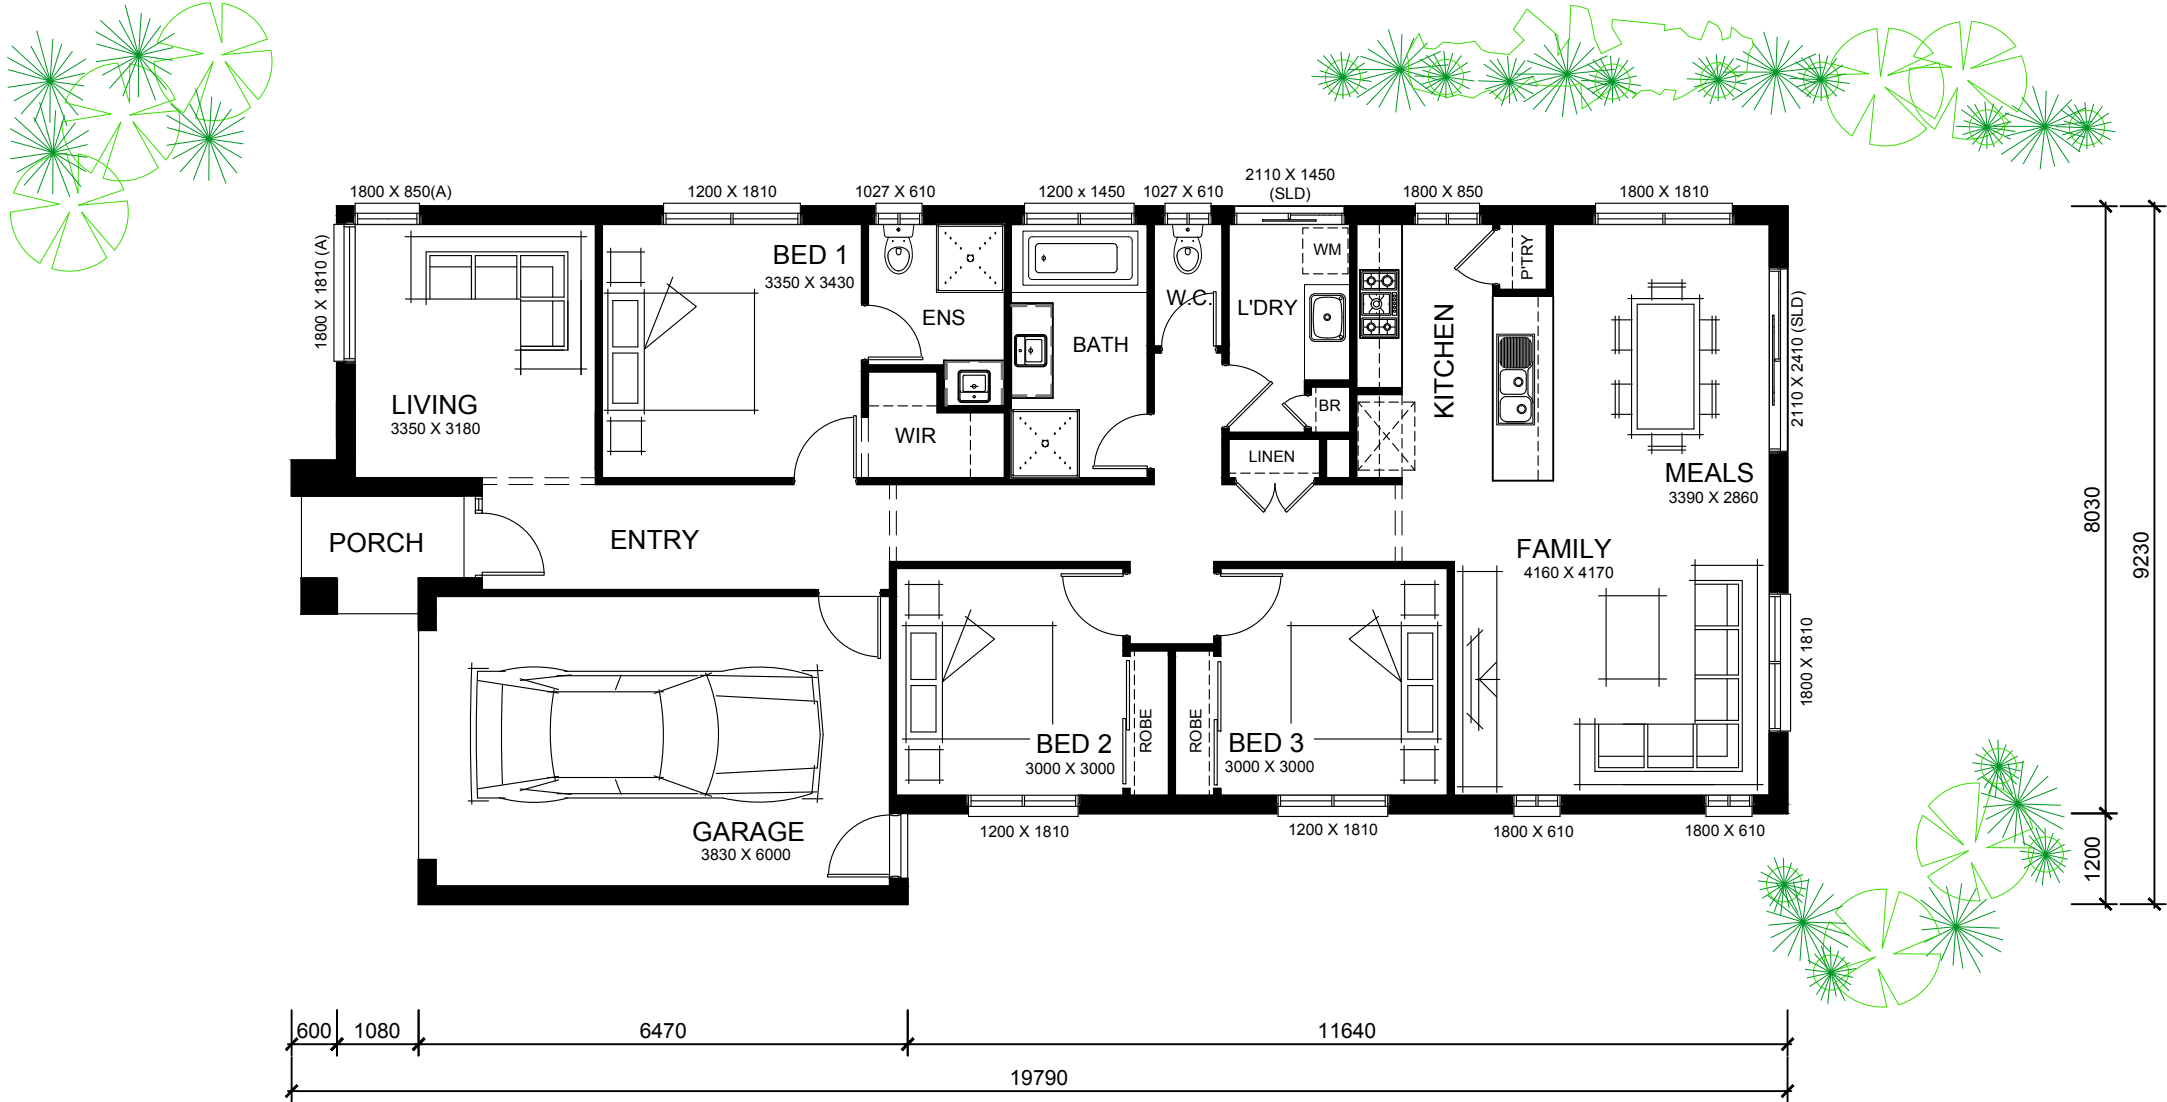 2110 X 1450
(SLD)
1800 X 850(A)
1200 X 1810
1027 X 610
1200 x 1450
1027 X 610
1800 X 850
1800 X 1810
1800 X 1810 (A)
BED 1
3350 X 3430
ENS
W.C.
WM
L'DRY
P'TRY
KITCHEN
2110 X 2410 (SLD)
BATH
LIVING
3350 X 3180
WIR
BR
LINEN
MEALS
3390 X 2860
PORCH
ENTRY
FAMILY
4160 X 4170
1800 X 1810
8030
9230
BED 2
3000 X 3000
ROBE
ROBE
BED 3
3000 X 3000
GARAGE
3830 X 6000
1200 X 1810
1200 X 1810
1800 X 610
1800 X 610
1200
600
1080
6470
11640
19790